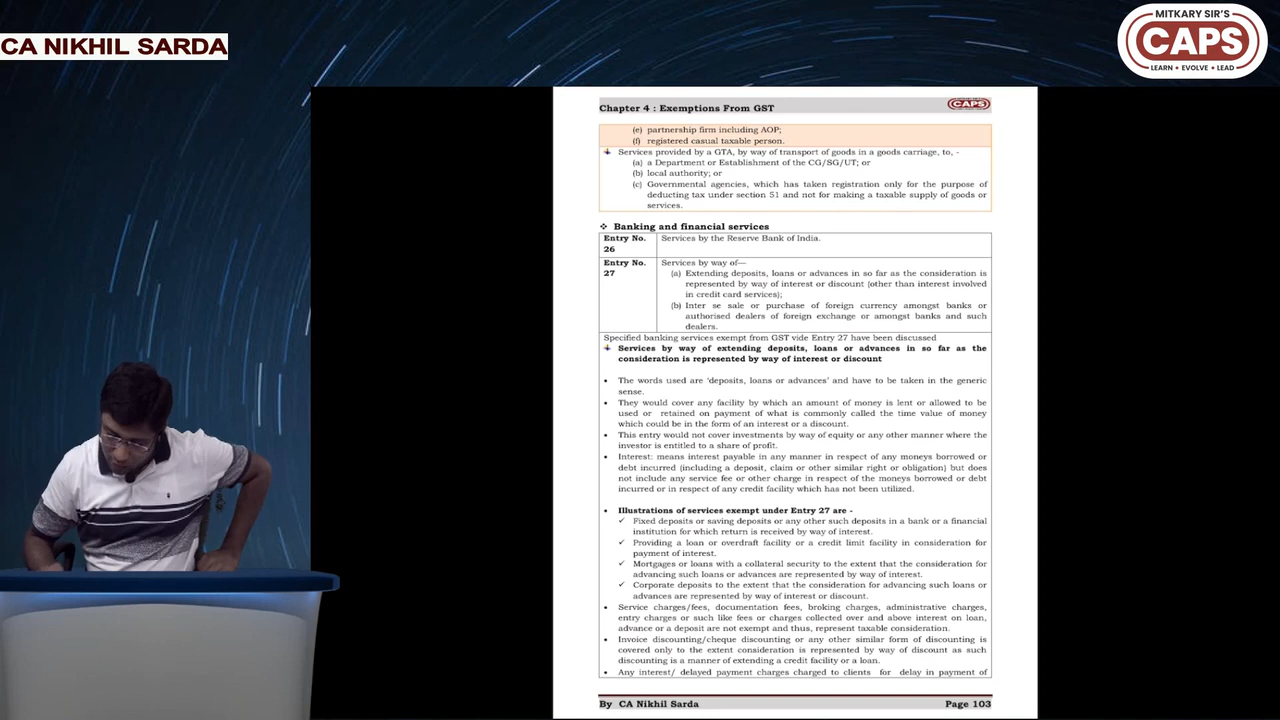 CA NIKHIL SARDA
MITKARY SIR'S
CAPS
LEARN • EVOLVE • LEAD
Chapter 4 : Exemptions From GST
CAPS
(e) partnership firm including AOP;
(f) registered casual taxable person.
Services provided by a GTA, by way of transport of goods in a goods carriage, to, -
(a) a Department or Establishment of the CG/SG/UT; or
(b) local authority; or
(c) Governmental agencies, which has taken registration only for the purpose of
deducting tax under section 51 and not for making a taxable supply of goods or
services.
❖ Banking and financial services
Entry No. 26 Services by the Reserve Bank of India.
Entry No. 27 Services by way of—
(a) Extending deposits, loans or advances in so far as the consideration is
represented by way of interest or discount (other than interest involved
in credit card services);
(b) Inter se sale or purchase of foreign currency amongst banks or
authorised dealers of foreign exchange or amongst banks and such
dealers.
Specified banking services exempt from GST vide Entry 27 have been discussed
Services by way of extending deposits, loans or advances in so far as the
consideration is represented by way of interest or discount
• The words used are 'deposits, loans or advances' and have to be taken in the generic
sense.
• They would cover any facility by which an amount of money is lent or allowed to be
used or retained on payment of what is commonly called the time value of money
which could be in the form of an interest or a discount.
• This entry would not cover investments by way of equity or any other manner where the
investor is entitled to a share of profit.
• Interest: means interest payable in any manner in respect of any moneys borrowed or
debt incurred (including a deposit, claim or other similar right or obligation) but does
not include any service fee or other charge in respect of the moneys borrowed or debt
incurred or in respect of any credit facility which has not been utilized.
• Illustrations of services exempt under Entry 27 are -
✓ Fixed deposits or saving deposits or any other such deposits in a bank or a financial
institution for which return is received by way of interest.
✓ Providing a loan or overdraft facility or a credit limit facility in consideration for
payment of interest.
✓ Mortgages or loans with a collateral security to the extent that the consideration for
advancing such loans or advances are represented by way of interest.
✓ Corporate deposits to the extent that the consideration for advancing such loans or
advances are represented by way of interest or discount.
• Service charges/fees, documentation fees, broking charges, administrative charges,
entry charges or such like fees or charges collected over and above interest on loan,
advance or a deposit are not exempt and thus, represent taxable consideration.
• Invoice discounting/cheque discounting or any other similar form of discounting is
covered only to the extent consideration is represented by way of discount as such
discounting is a manner of extending a credit facility or a loan.
• Any interest/ delayed payment charges charged to clients for delay in payment of
By CA Nikhil Sarda Page 103